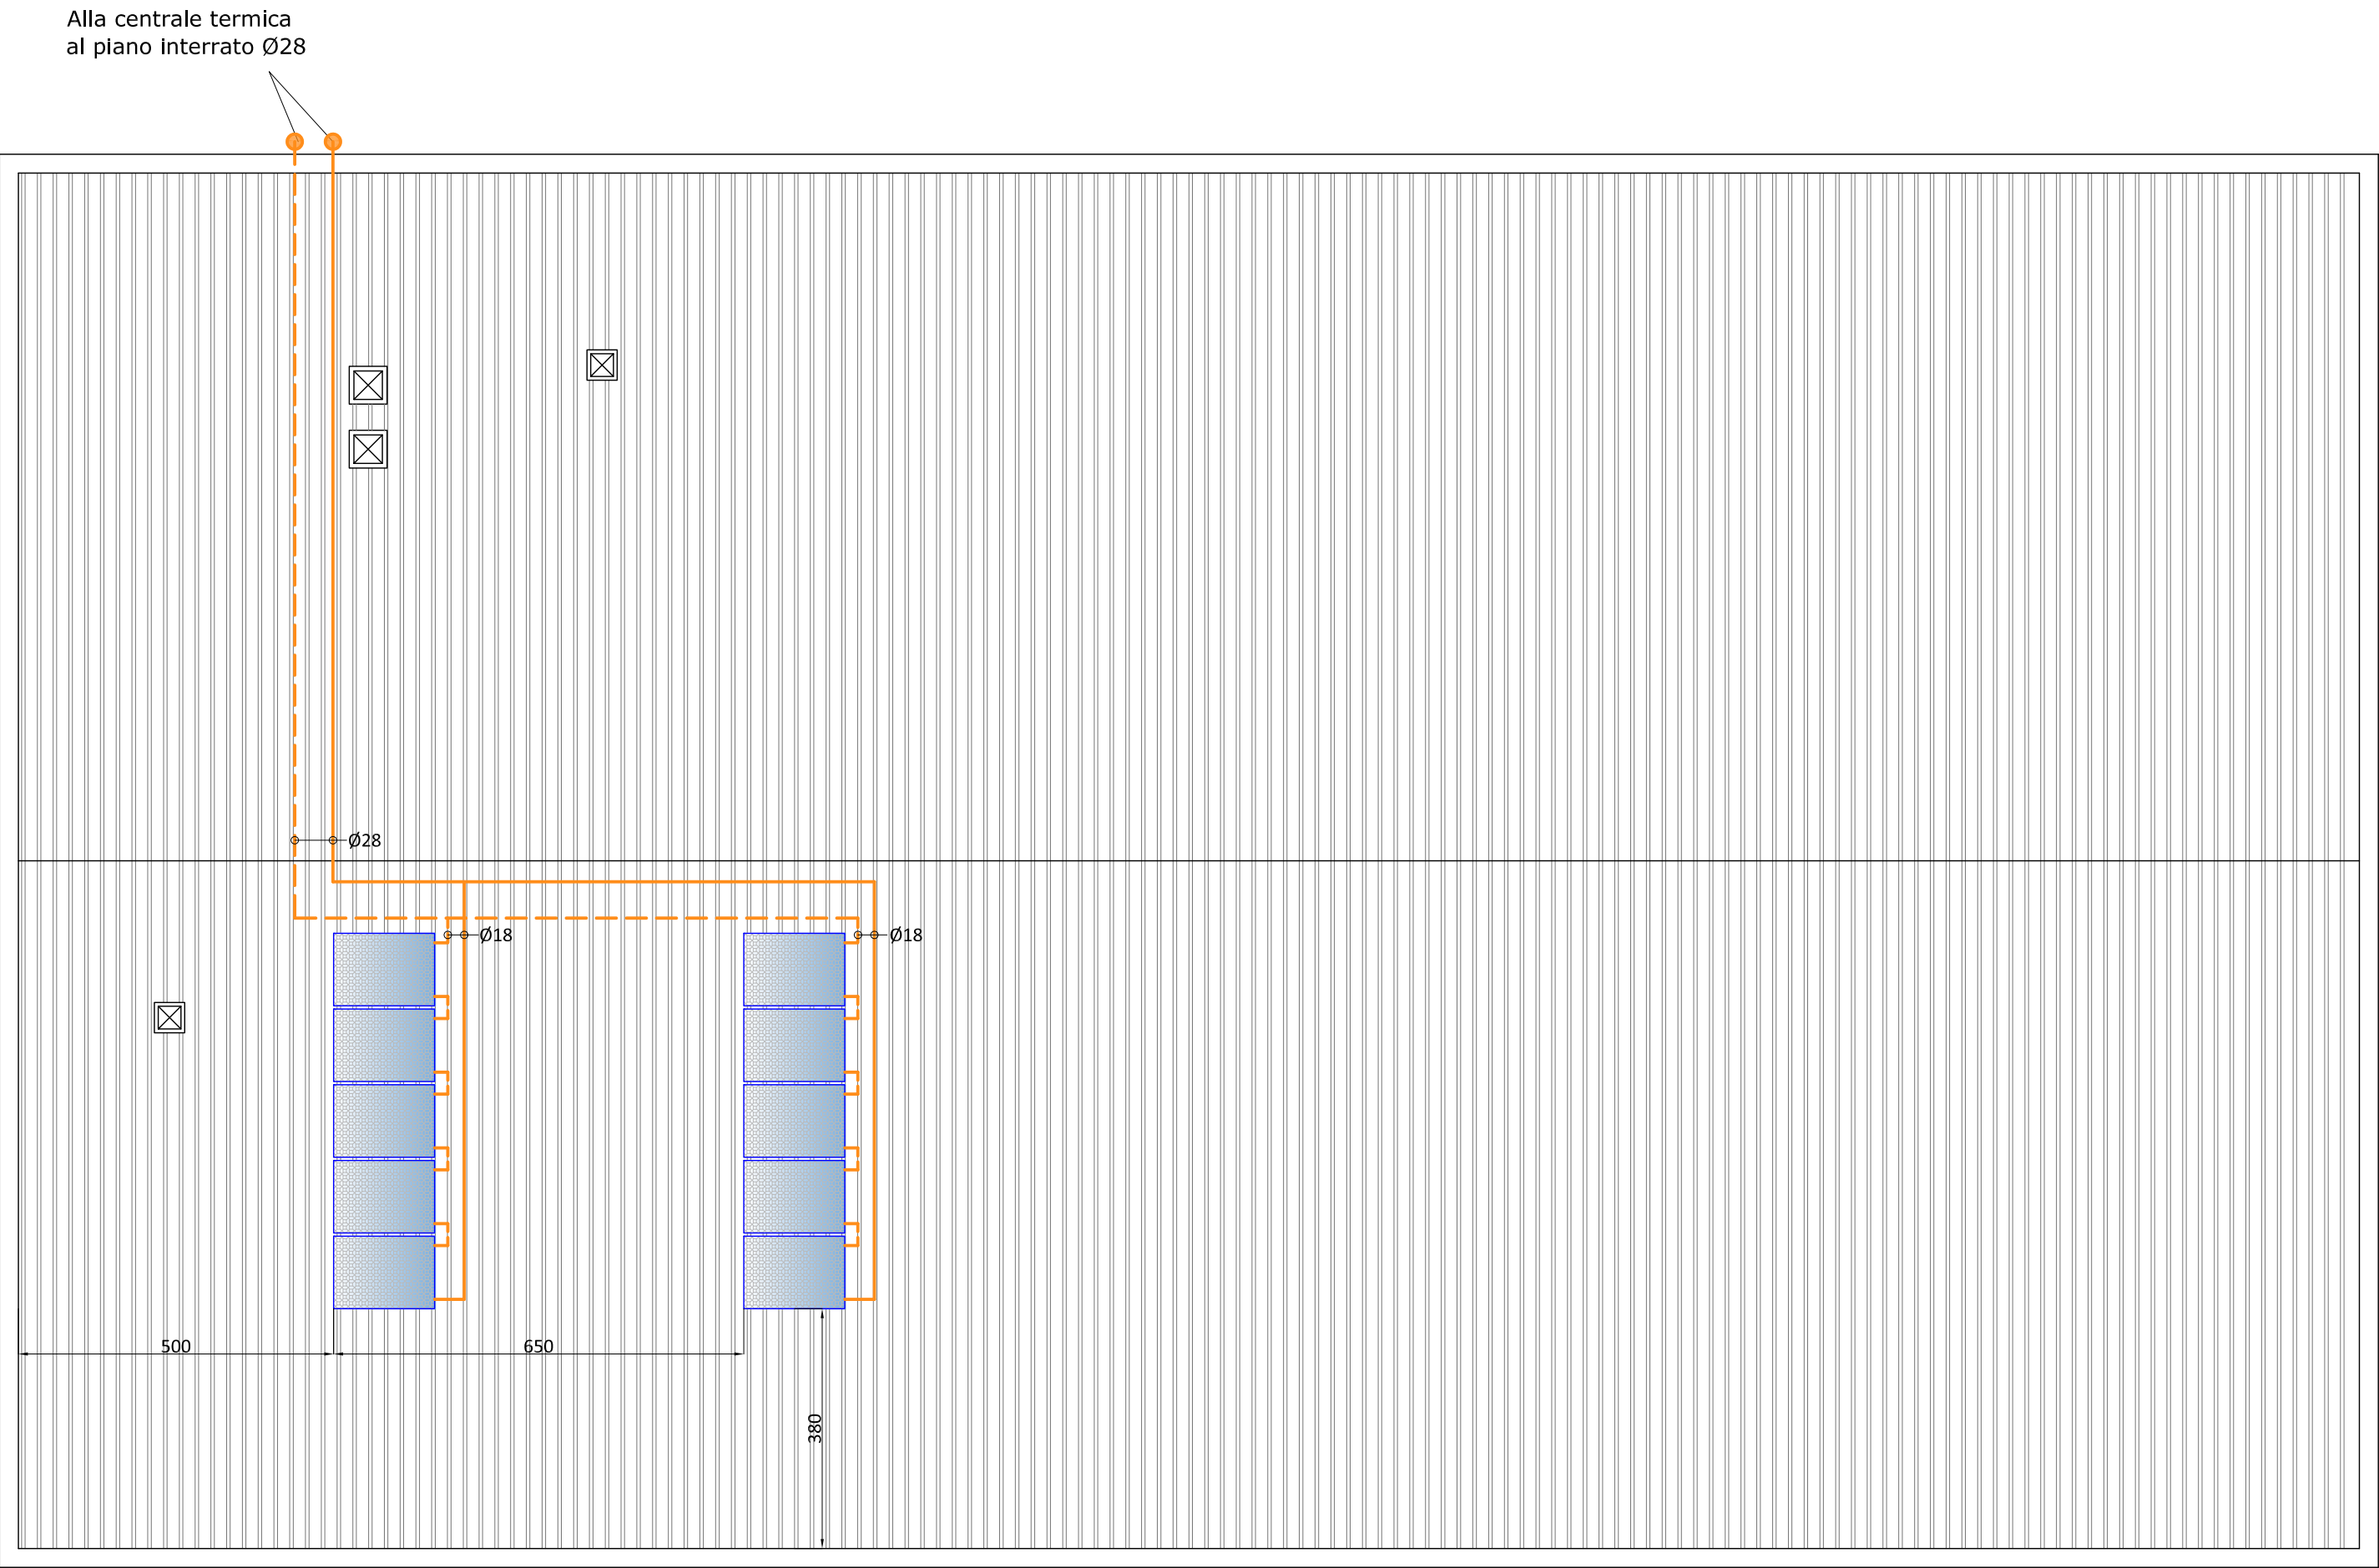 Alla centrale termica
al piano interrato Ø28
Ø28
Ø18
Ø18
500
650
380